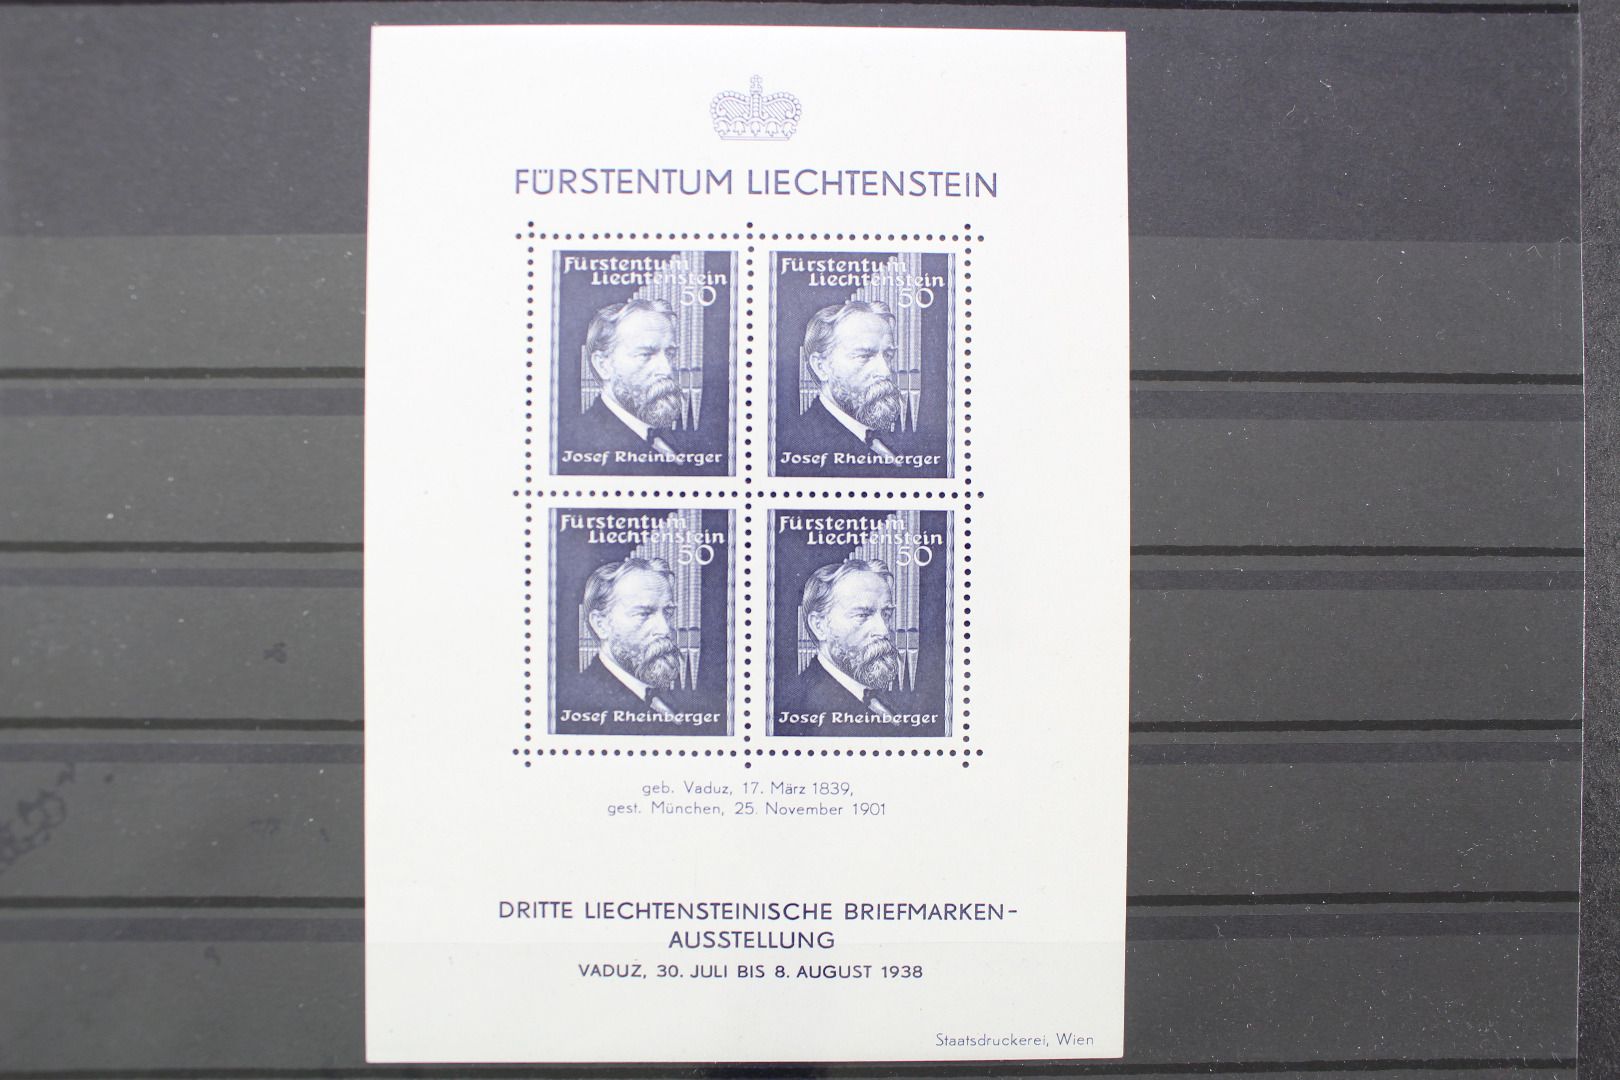 FÜRSTENTUM LIECHTENSTEIN
Fürstentum
Liechtenstein
50
Josef Rheinberger
Fürstentum
Liechtenstein
50
Josef Rheinberger
Fürstentum
Liechtenstein
50
Josef Rheinberger
Fürstentum
Liechtenstein
50
Josef Rheinberger
geb. Vaduz, 17. März 1839,
gest. München, 25. November 1901
DRITTE LIECHTENSTEINISCHE BRIEFMARKEN-
AUSSTELLUNG
VADUZ, 30. JULI BIS 8. AUGUST 1938
Staatsdruckerei, Wien